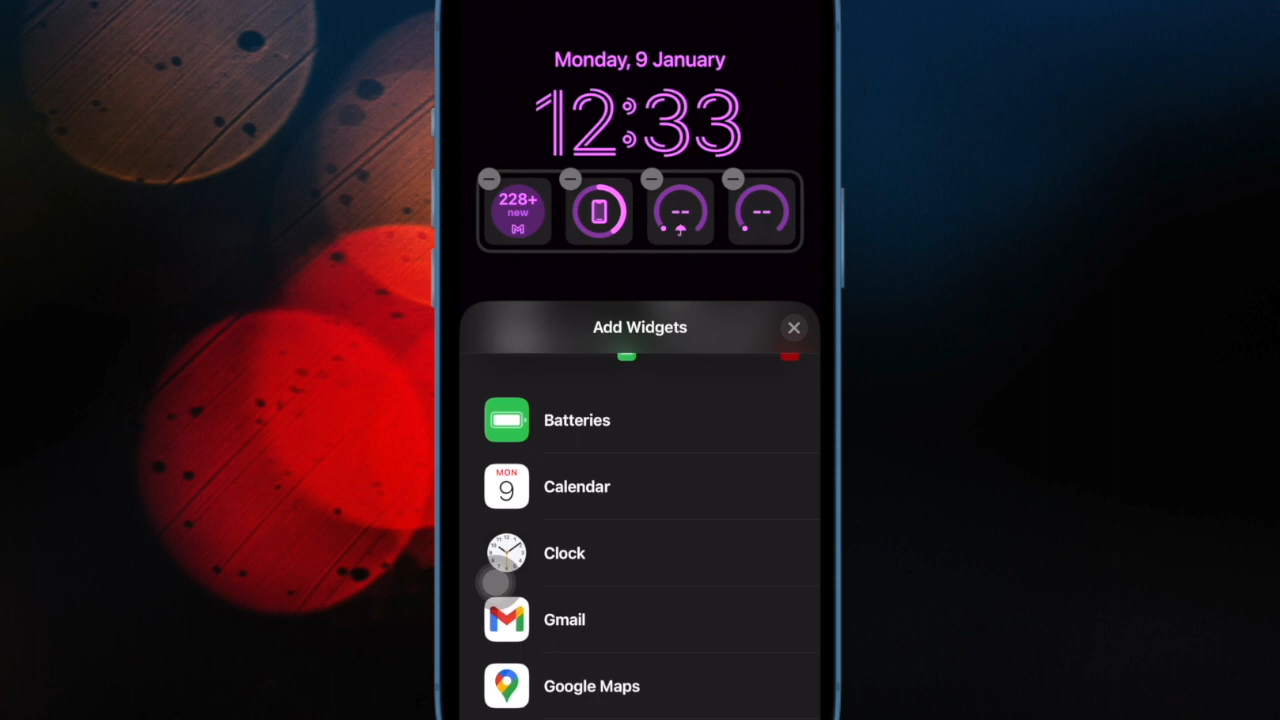 Monday, 9 January
12:33
228+
new
--
--
Add Widgets
Batteries
MON
9
Calendar
Clock
Gmail
Google Maps